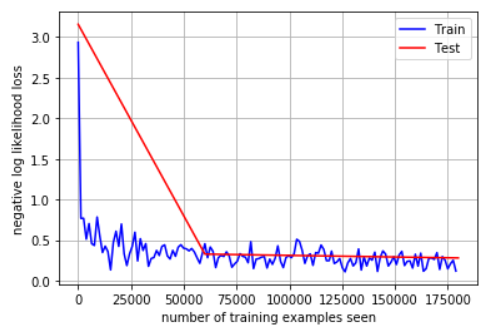 3.0
2.5
2.0
1.5
1.0
0.5
0.0
negative log likelihood loss
Train
Test
0 25000 50000 75000 100000 125000 150000 175000
number of training examples seen